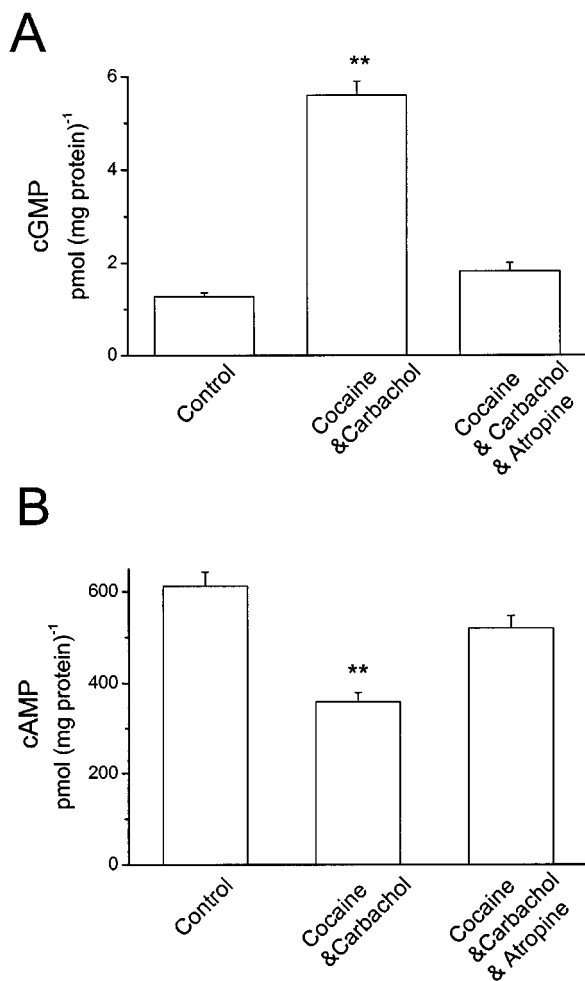 A
cGMP
pmol (mg protein)-1
6
4
2
0
**
Control
Cocaine
&Carbachol
Cocaine
& Carbachol
& Atropine
B
cAMP
pmol (mg protein)-1
600
400
200
0
**
Control
Cocaine
&Carbachol
Cocaine
&Carbachol
& Atropine